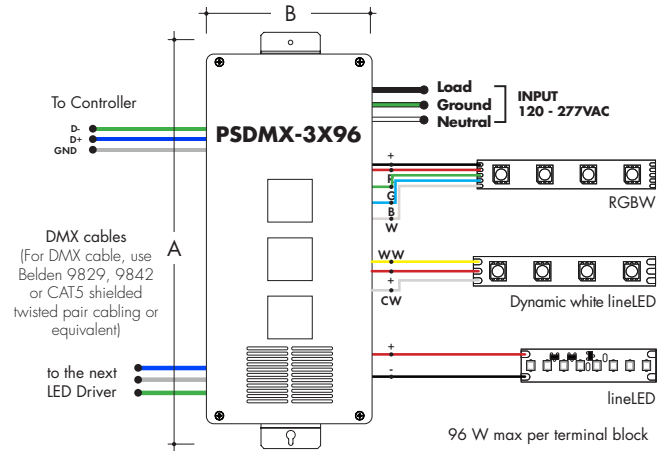 B
A
To Controller
D-
D+
GND
PSDMX-3X96
Load
Ground
Neutral
INPUT
120 - 277VAC
+
R
G
B
W
RGBW
DMX cables
(For DMX cable, use
Belden 9829, 9842
or CAT5 shielded
twisted pair cabling or
equivalent)
WW
+
CW
Dynamic white lineLED
to the next
LED Driver
+
-
lineLED
96 W max per terminal block